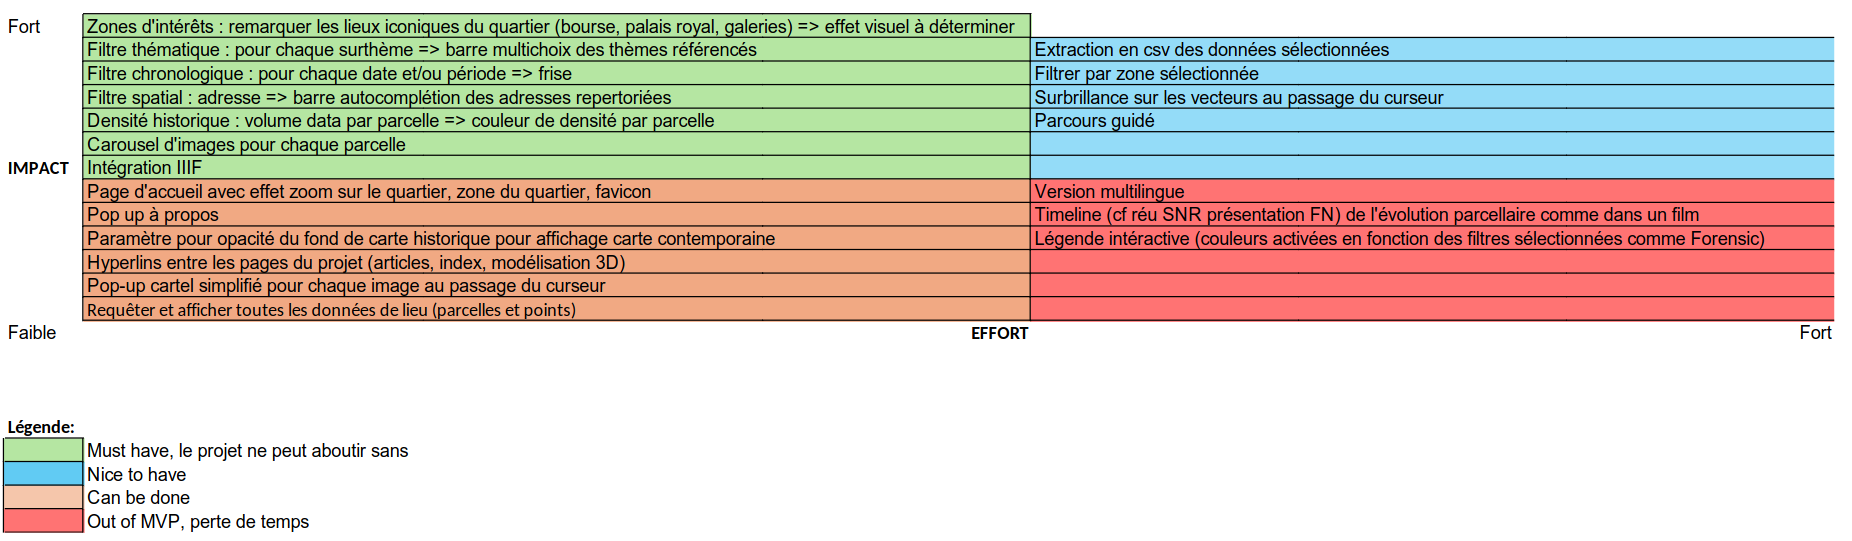 Fort
Zones d'intérêts : remarquer les lieux iconiques du quartier (bourse, palais royal, galeries) => effet visuel à déterminer
Filtre thématique : pour chaque surthème => barre multichoix des thèmes référencés
Extraction en csv des données sélectionnées
Filtre chronologique : pour chaque date et/ou période => frise
Filtrer par zone sélectionnée
Filtre spatial : adresse => barre autocomplétion des adresses repertoriées
Surbrillance sur les vecteurs au passage du curseur
Densité historique : volume data par parcelle => couleur de densité par parcelle
Parcours guidé
Carousel d'images pour chaque parcelle
IMPACT
Intégration IIIF
Page d'accueil avec effet zoom sur le quartier, zone du quartier, favicon
Version multilingue
Pop up à propos
Timeline (cf réu SNR présentation FN) de l'évolution parcellaire comme dans un film
Paramètre pour opacité du fond de carte historique pour affichage carte contemporaine
Légende intéractive (couleurs activées en fonction des filtres sélectionnées comme Forensic)
Hyperlins entre les pages du projet (articles, index, modélisation 3D)
Pop-up cartel simplifié pour chaque image au passage du curseur
Requêter et afficher toutes les données de lieu (parcelles et points)
Faible
EFFORT
Fort
Légende:
Must have, le projet ne peut aboutir sans
Nice to have
Can be done
Out of MVP, perte de temps